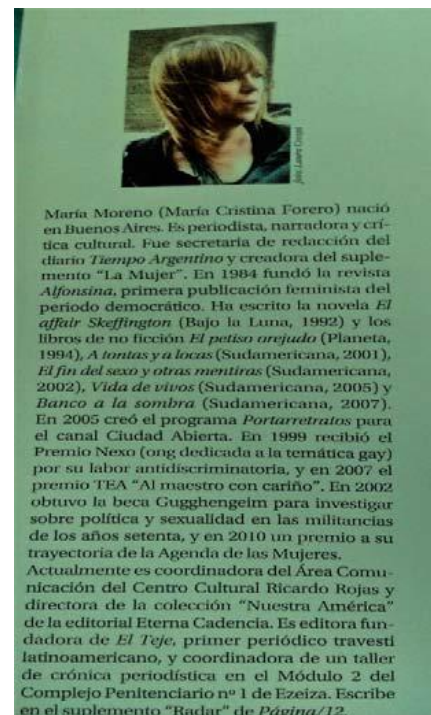 foto: Laura Crespi
María Moreno (María Cristina Forero) nació
en Buenos Aires. Es periodista, narradora y crí-
tica cultural. Fue secretaria de redacción del
diario Tiempo Argentino y creadora del suple-
mento “La Mujer”. En 1984 fundó la revista
Alfonsina, primera publicación feminista del
periodo democrático. Ha escrito la novela El
affair Skeffington (Bajo la Luna, 1992) y los
libros de no ficción El petiso orejudo (Planeta,
1994), A tontas y a locas (Sudamericana, 2001),
El fin del sexo y otras mentiras (Sudamericana,
2002), Vida de vivos (Sudamericana, 2005) y
Banco a la sombra (Sudamericana, 2007).
En 2005 creó el programa Portarretratos para
el canal Ciudad Abierta. En 1999 recibió el
Premio Nexo (ong dedicada a la temática gay)
por su labor antidiscriminatoria, y en 2007 el
premio TEA “Al maestro con cariño”. En 2002
obtuvo la beca Gugghengeim para investigar
sobre política y sexualidad en las militancias
de los años setenta, y en 2010 un premio a su
trayectoria de la Agenda de las Mujeres.
Actualmente es coordinadora del Área Comu-
nicación del Centro Cultural Ricardo Rojas y
directora de la colección “Nuestra América”
de la editorial Eterna Cadencia. Es editora fun-
dadora de El Teje, primer periódico travesti
latinoamericano, y coordinadora de un taller
de crónica periodística en el Módulo 2 del
Complejo Penitenciario nº 1 de Ezeiza. Escribe
en el suplemento “Radar” de Página/12